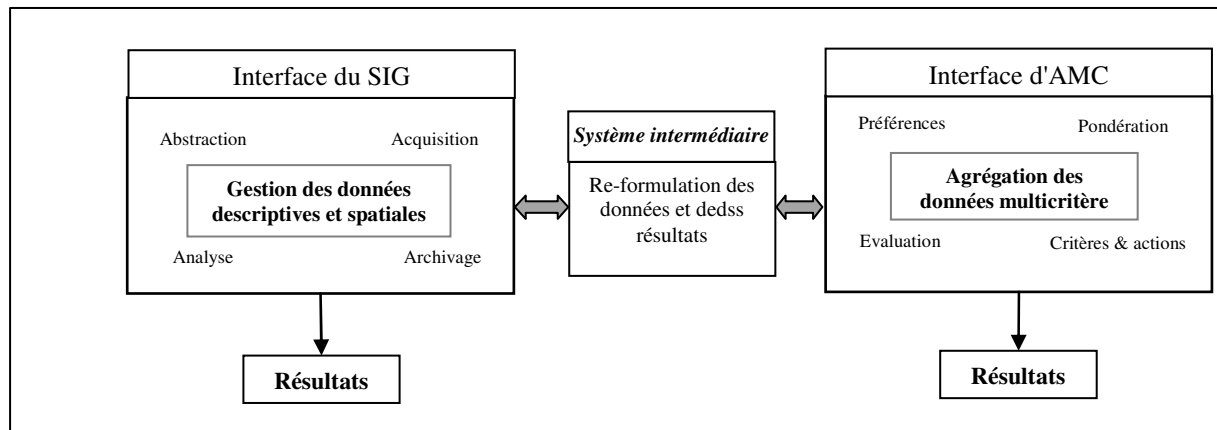 Interface du SIG
Abstraction
Acquisition
Gestion des données
descriptives et spatiales
Analyse
Archivage
Résultats
Système intermédiaire
Re-formulation des
données et dedss
résultats
Interface d'AMC
Préférences
Pondération
Agrégation des
données multicritère
Evaluation
Critères & actions
Résultats